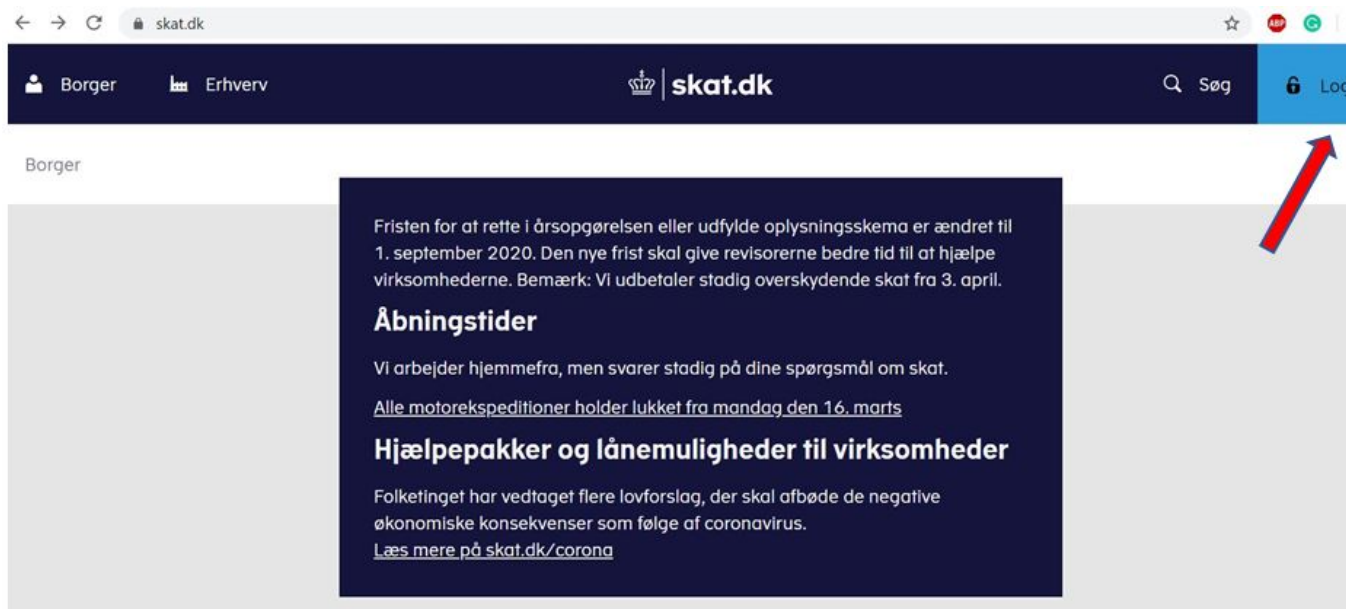 skat.dk
ABP
Borger
Erhverv
skat.dk
Søg
Log
Borger
Fristen for at rette i årsopgørelsen eller udfylde oplysningsskema er ændret til
1. september 2020. Den nye frist skal give revisorerne bedre tid til at hjælpe
virksomhederne. Bemærk: Vi udbetaler stadig overskydende skat fra 3. april.
Åbningstider
Vi arbejder hjemmefra, men svarer stadig på dine spørgsmål om skat.
Alle motorekspeditioner holder lukket fra mandag den 16. marts
Hjælpepakker og lånemuligheder til virksomheder
Folketinget har vedtaget flere lovforslag, der skal afbøde de negative
økonomiske konsekvenser som følge af coronavirus.
Læs mere på skat.dk/corona